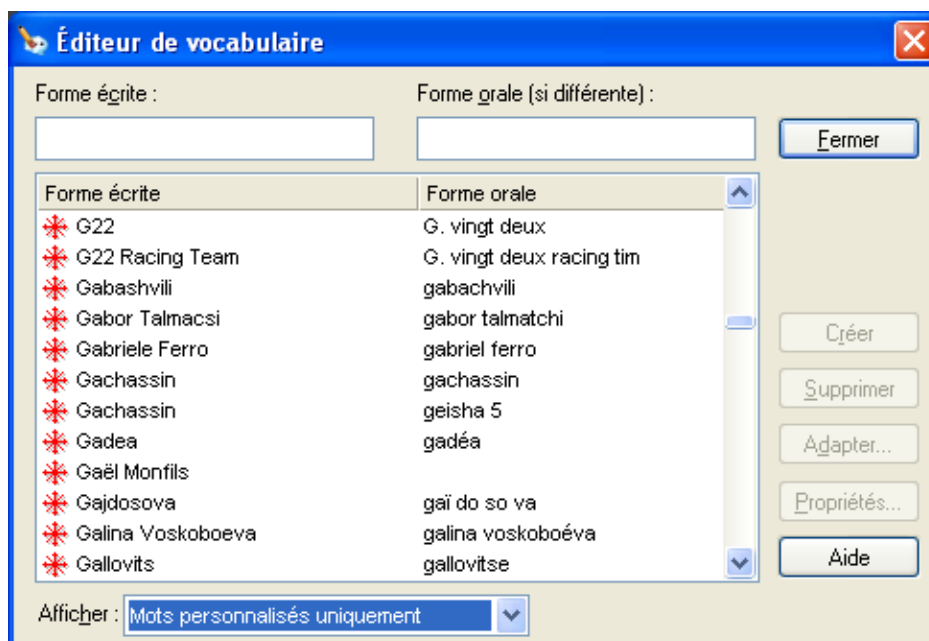 Éditeur de vocabulaire
Forme écrite : Forme orale (si différente) :
Fermer
Forme écrite Forme orale
G22 G. vingt deux
G22 Racing Team G. vingt deux racing tim
Gabashvili gabachvili
Gabor Talmacsi gabor talmatchi
Gabriele Ferro gabriel ferro
Gachassin gachassin
Gachassin geisha 5
Gadea gadéa
Gaël Monfils
Gajdosova gaï do so va
Galina Voskoboeva galina voskoboéva
Gallovits gallovitse
Créer
Supprimer
Adapter...
Propriétés...
Aide
Afficher : Mots personnalisés uniquement